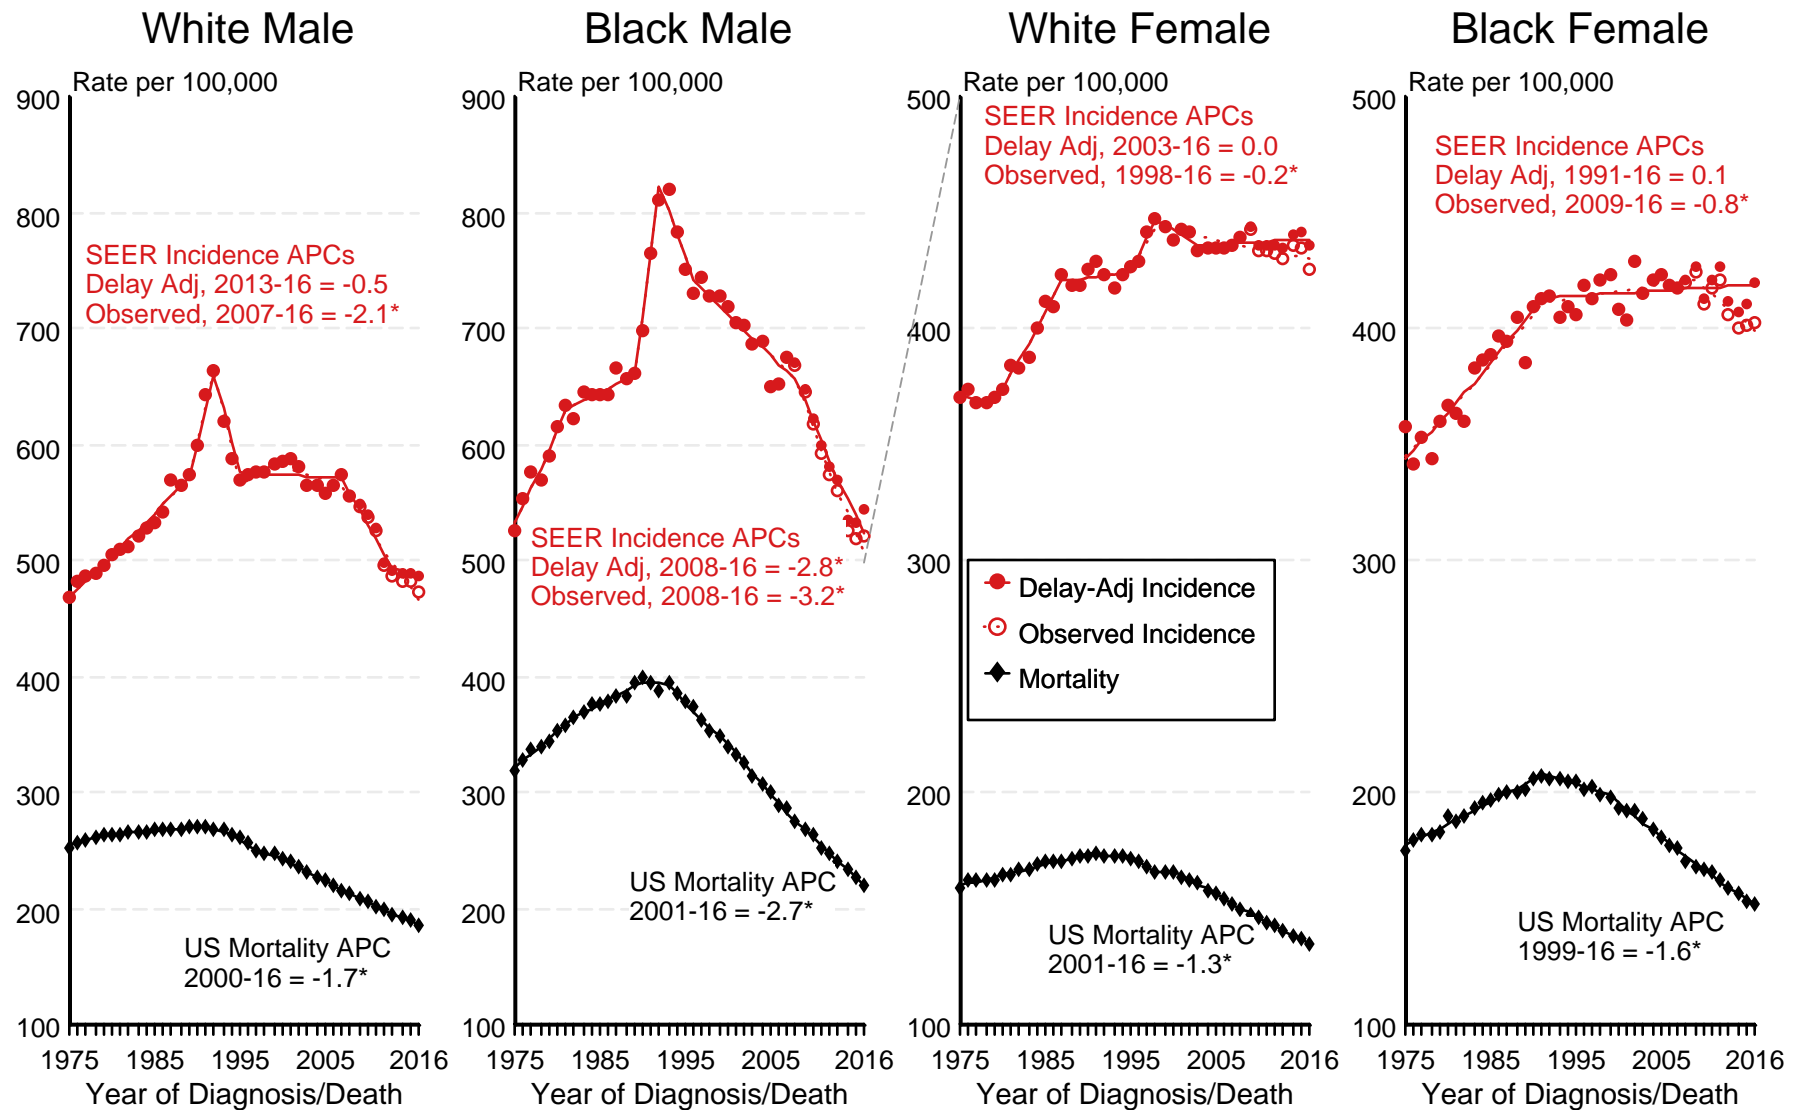 White Male
Rate per 100,000
900
800
700
600
500
400
300
200
100
SEER Incidence APCs
Delay Adj, 2013-16 = -0.5
Observed, 2007-16 = -2.1*
US Mortality APC
2000-16 = -1.7*
1975 1985 1995 2005 2016
Year of Diagnosis/Death
Black Male
Rate per 100,000
900
800
700
600
500
400
300
200
100
SEER Incidence APCs
Delay Adj, 2008-16 = -2.8*
Observed, 2008-16 = -3.2*
US Mortality APC
2001-16 = -2.7*
1975 1985 1995 2005 2016
Year of Diagnosis/Death
White Female
Rate per 100,000
500
400
300
200
100
SEER Incidence APCs
Delay Adj, 2003-16 = 0.0
Observed, 1998-16 = -0.2*
Delay-Adj Incidence
Observed Incidence
Mortality
US Mortality APC
2001-16 = -1.3*
1975 1985 1995 2005 2016
Year of Diagnosis/Death
Black Female
Rate per 100,000
500
400
300
200
100
SEER Incidence APCs
Delay Adj, 1991-16 = 0.1
Observed, 2009-16 = -0.8*
US Mortality APC
1999-16 = -1.6*
1975 1985 1995 2005 2016
Year of Diagnosis/Death